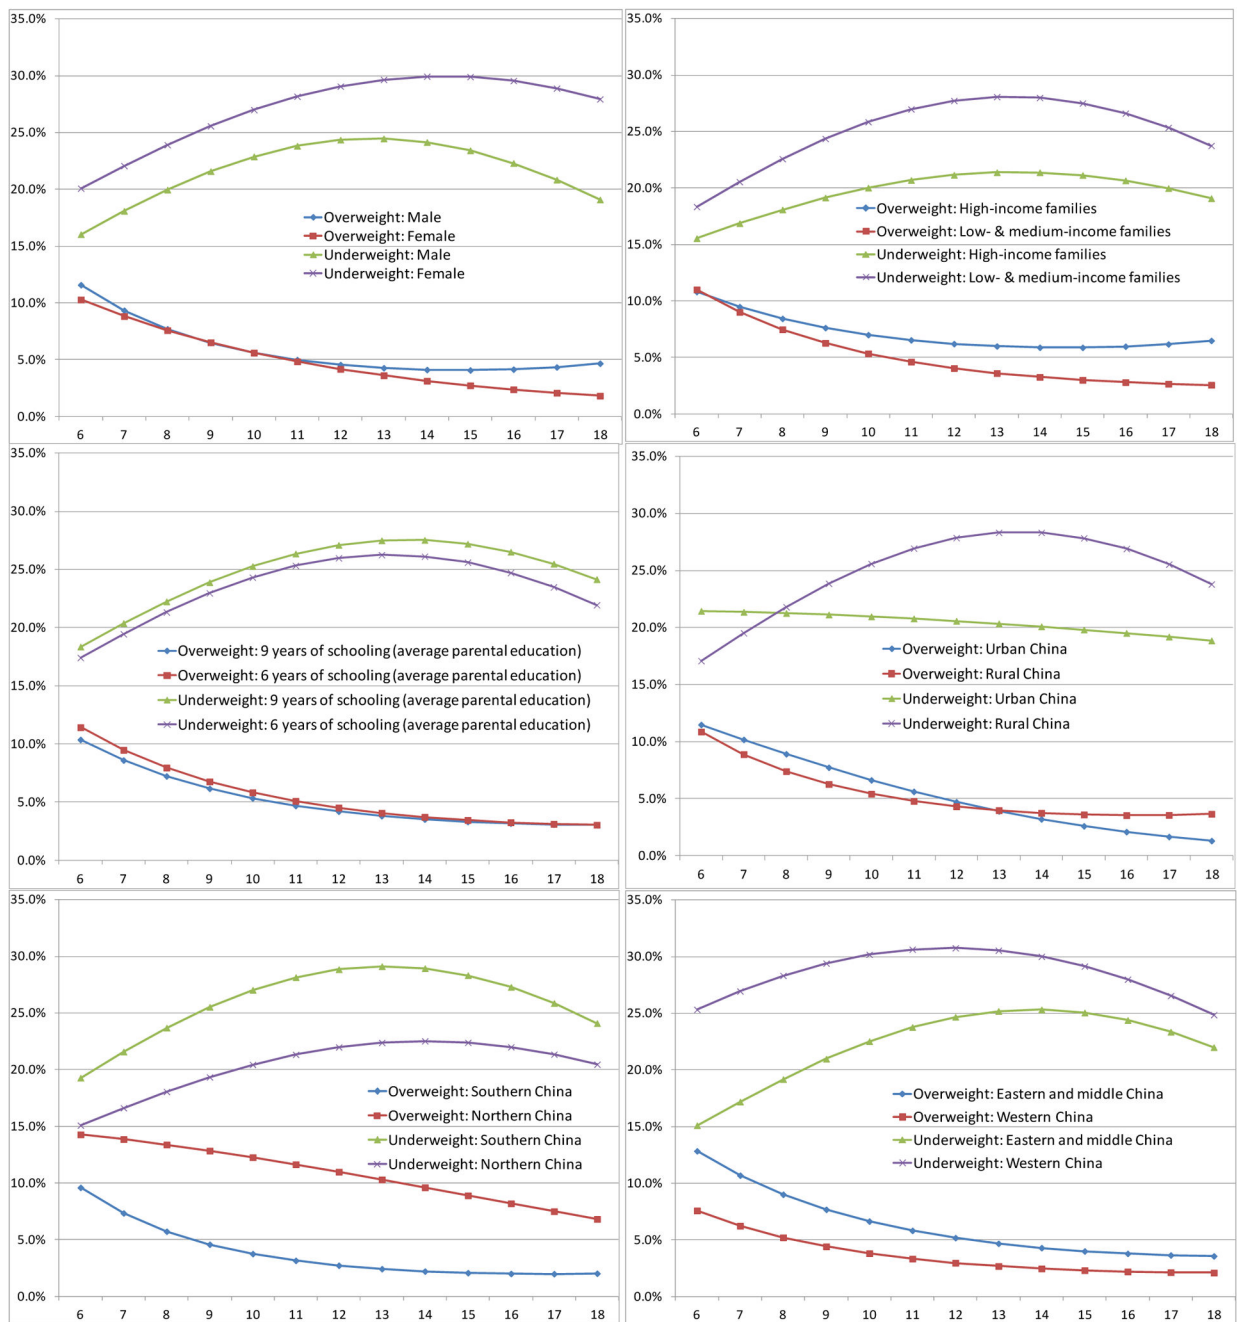 35.0%
30.0%
25.0%
20.0%
15.0%
10.0%
5.0%
0.0%
Overweight: Male
Overweight: Female
Underweight: Male
Underweight: Female
6 7 8 9 10 11 12 13 14 15 16 17 18
35.0%
30.0%
25.0%
20.0%
15.0%
10.0%
5.0%
0.0%
Overweight: High-income families
Overweight: Low- & medium-income families
Underweight: High-income families
Underweight: Low- & medium-income families
6 7 8 9 10 11 12 13 14 15 16 17 18
35.0%
30.0%
25.0%
20.0%
15.0%
10.0%
5.0%
0.0%
Overweight: 9 years of schooling (average parental education)
Overweight: 6 years of schooling (average parental education)
Underweight: 9 years of schooling (average parental education)
Underweight: 6 years of schooling (average parental education)
6 7 8 9 10 11 12 13 14 15 16 17 18
35.0%
30.0%
25.0%
20.0%
15.0%
10.0%
5.0%
0.0%
Overweight: Urban China
Overweight: Rural China
Underweight: Urban China
Underweight: Rural China
6 7 8 9 10 11 12 13 14 15 16 17 18
35.0%
30.0%
25.0%
20.0%
15.0%
10.0%
5.0%
0.0%
Overweight: Southern China
Overweight: Northern China
Underweight: Southern China
Underweight: Northern China
6 7 8 9 10 11 12 13 14 15 16 17 18
35.0%
30.0%
25.0%
20.0%
15.0%
10.0%
5.0%
0.0%
Overweight: Eastern and middle China
Overweight: Western China
Underweight: Eastern and middle China
Underweight: Western China
6 7 8 9 10 11 12 13 14 15 16 17 18